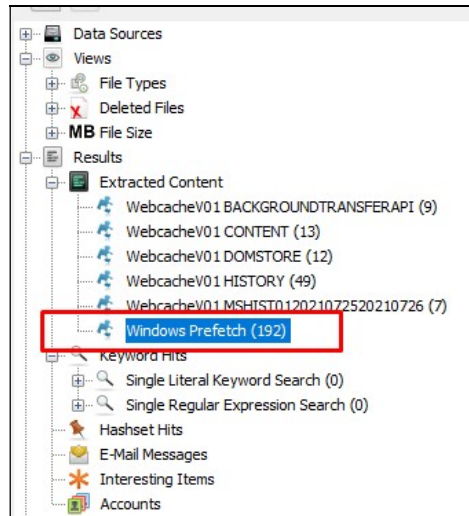 Data Sources
Views
File Types
Deleted Files
MB File Size
Results
Extracted Content
WebcacheV01 BACKGROUNDTRANSFERAPI (9)
WebcacheV01 CONTENT (13)
WebcacheV01 DOMSTORE (12)
WebcacheV01 HISTORY (49)
WebcacheV01 MSHIST012021072520210726 (7)
Windows Prefetch (192)
Keyword Hits
Single Literal Keyword Search (0)
Single Regular Expression Search (0)
Hashset Hits
E-Mail Messages
Interesting Items
Accounts